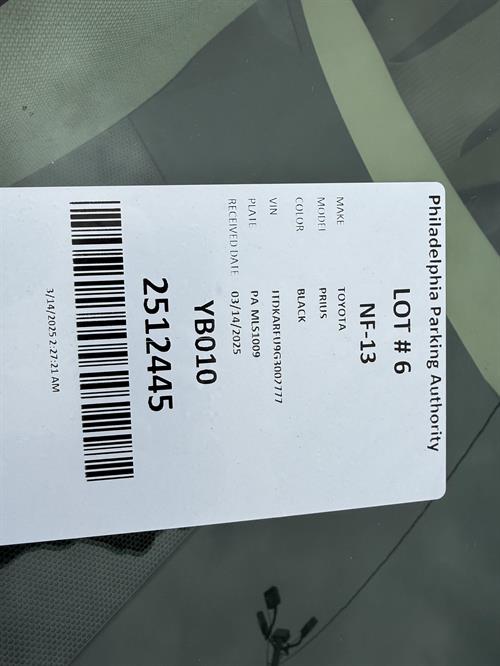 Philadelphia Parking Authority
LOT # 6
NF-13
MAKE TOYOTA
MODEL PRIUS
COLOR BLACK
VIN JTDKARFU9G3002777
PLATE PA MLS1009
RECEIVED DATE 03/14/2025
YB010
2512445
3/14/2025 2:27:21 AM